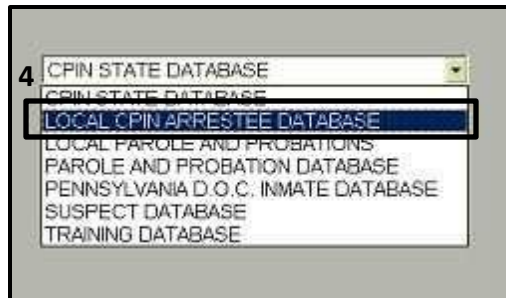 4 CPIN STATE DATABASE
CPIN STATE DATABASE
LOCAL CPIN ARRESTEE DATABASE
LOCAL PAROLE AND PROBATIONS
PAROLE AND PROBATION DATABASE
PENNSYLVANIA D.O.C. INMATE DATABASE
SUSPECT DATABASE
TRAINING DATABASE